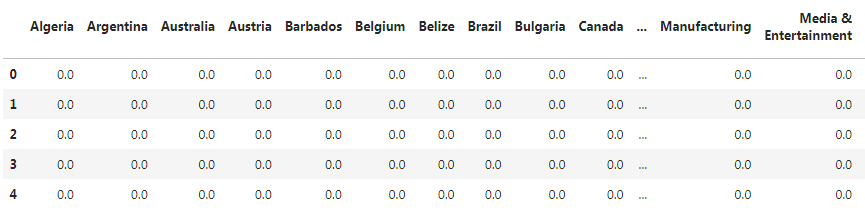 Algeria Argentina Australia Austria Barbados Belgium Belize Brazil Bulgaria Canada ... Manufacturing Media & Entertainment
0 0.0 0.0 0.0 0.0 0.0 0.0 0.0 0.0 0.0 0.0 ... 0.0 0.0
1 0.0 0.0 0.0 0.0 0.0 0.0 0.0 0.0 0.0 0.0 ... 0.0 0.0
2 0.0 0.0 0.0 0.0 0.0 0.0 0.0 0.0 0.0 0.0 ... 0.0 0.0
3 0.0 0.0 0.0 0.0 0.0 0.0 0.0 0.0 0.0 0.0 ... 0.0 0.0
4 0.0 0.0 0.0 0.0 0.0 0.0 0.0 0.0 0.0 0.0 ... 0.0 0.0